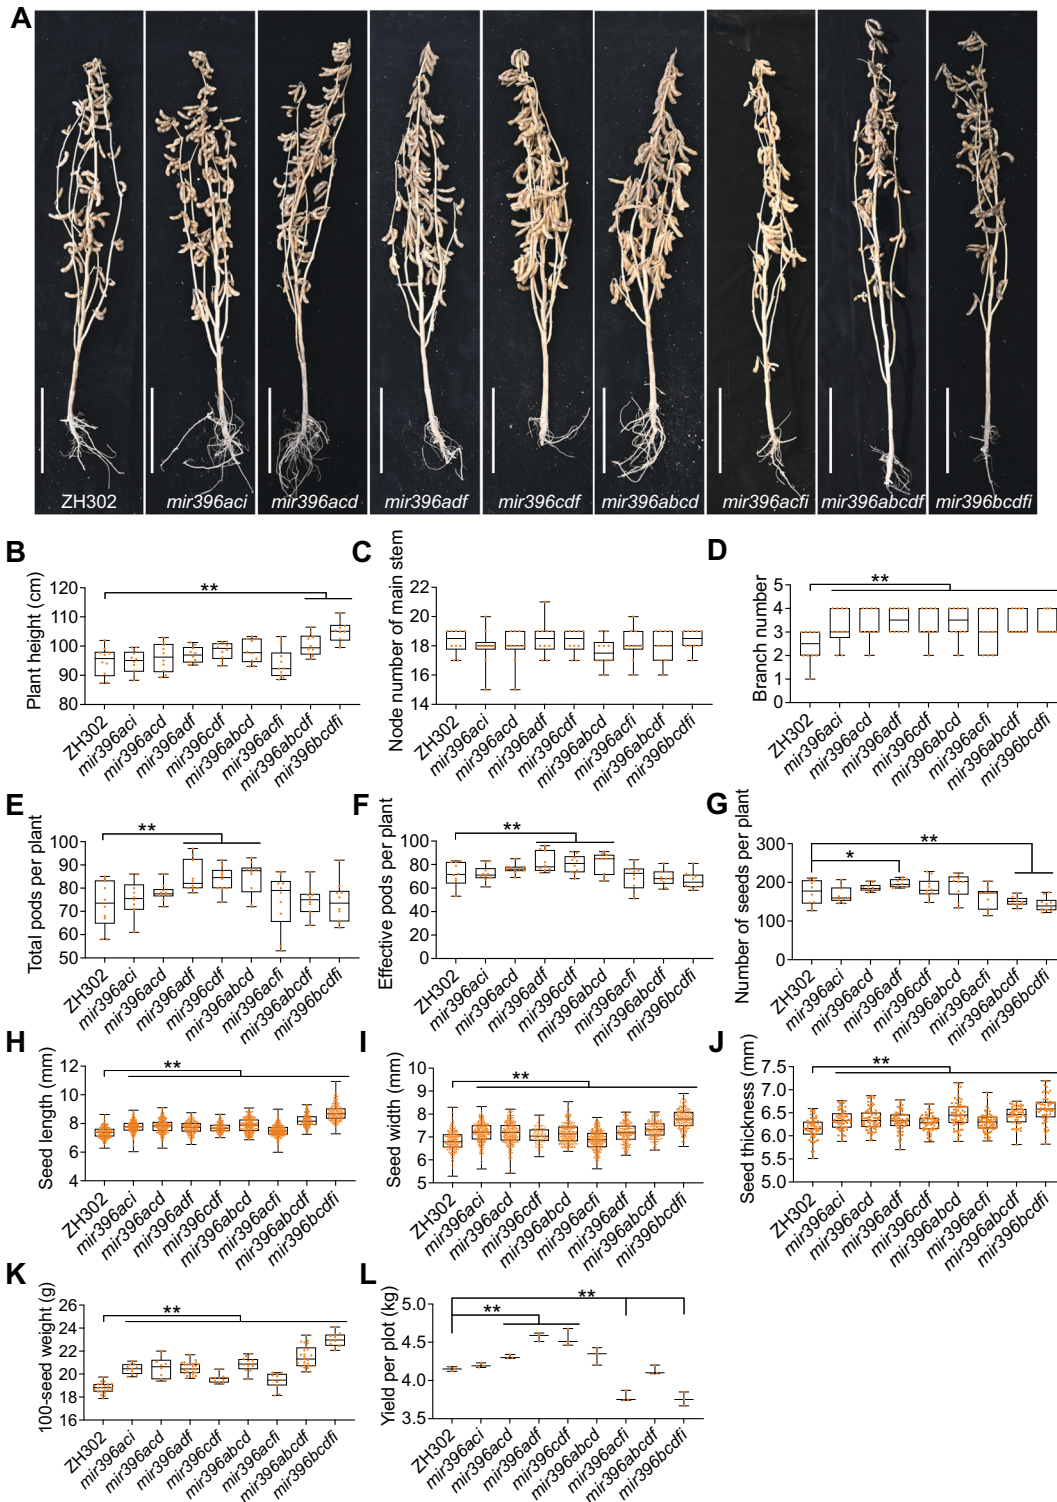 A
ZH302
mir396aci
mir396acd
mir396adf
mir396cdf
mir396abcd
mir396acfi
mir396abcdf
mir396bcdfi
B
Plant height (cm)
120
110
100
90
80
**
ZH302
mir396aci
mir396acd
mir396adf
mir396cdf
mir396abcd
mir396acfi
mir396abcdf
mir396bcdfi
C
Node number of main stem
22
20
18
16
14
ZH302
mir396aci
mir396acd
mir396adf
mir396cdf
mir396abcd
mir396acfi
mir396abcdf
mir396bcdfi
D
Branch number
5
4
3
2
1
0
**
ZH302
mir396aci
mir396acd
mir396adf
mir396cdf
mir396abcd
mir396acfi
mir396abcdf
mir396bcdfi
E
Total pods per plant
100
90
80
70
60
50
**
ZH302
mir396aci
mir396acd
mir396adf
mir396cdf
mir396abcd
mir396acfi
mir396abcdf
mir396bcdfi
F
Effective pods per plant
100
80
60
40
20
0
**
ZH302
mir396aci
mir396acd
mir396adf
mir396cdf
mir396abcd
mir396acfi
mir396abcdf
mir396bcdfi
G
Number of seeds per plant
300
200
100
0
*
**
ZH302
mir396aci
mir396acd
mir396adf
mir396cdf
mir396abcd
mir396acfi
mir396abcdf
mir396bcdfi
H
Seed length (mm)
12
10
8
6
4
**
ZH302
mir396aci
mir396acd
mir396adf
mir396cdf
mir396abcd
mir396acfi
mir396abcdf
mir396bcdfi
I
Seed width (mm)
10
9
8
7
6
5
**
ZH302
mir396aci
mir396acd
mir396cdf
mir396abcd
mir396acfi
mir396adf
mir396abcdf
mir396bcdfi
J
Seed thickness (mm)
7.5
7.0
6.5
6.0
5.5
5.0
**
ZH302
mir396aci
mir396acd
mir396adf
mir396cdf
mir396abcd
mir396acfi
mir396abcdf
mir396bcdfi
K
100-seed weight (g)
26
24
22
20
18
16
**
ZH302
mir396aci
mir396acd
mir396adf
mir396cdf
mir396abcd
mir396acfi
mir396abcdf
mir396bcdfi
L
Yield per plot (kg)
5.0
4.5
4.0
3.5
**
**
ZH302
mir396aci
mir396acd
mir396adf
mir396cdf
mir396abcd
mir396acfi
mir396abcdf
mir396bcdfi